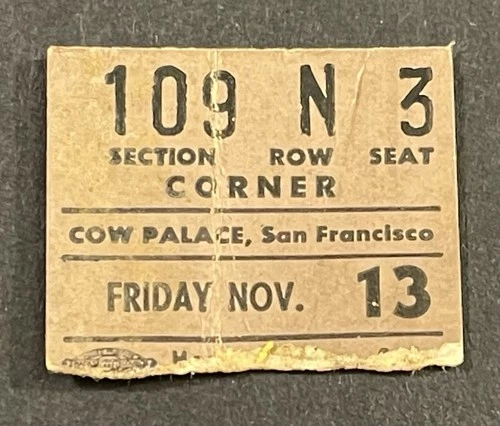 109 N 3
SECTION ROW SEAT
CORNER
COW PALACE, San Francisco
FRIDAY NOV. 13